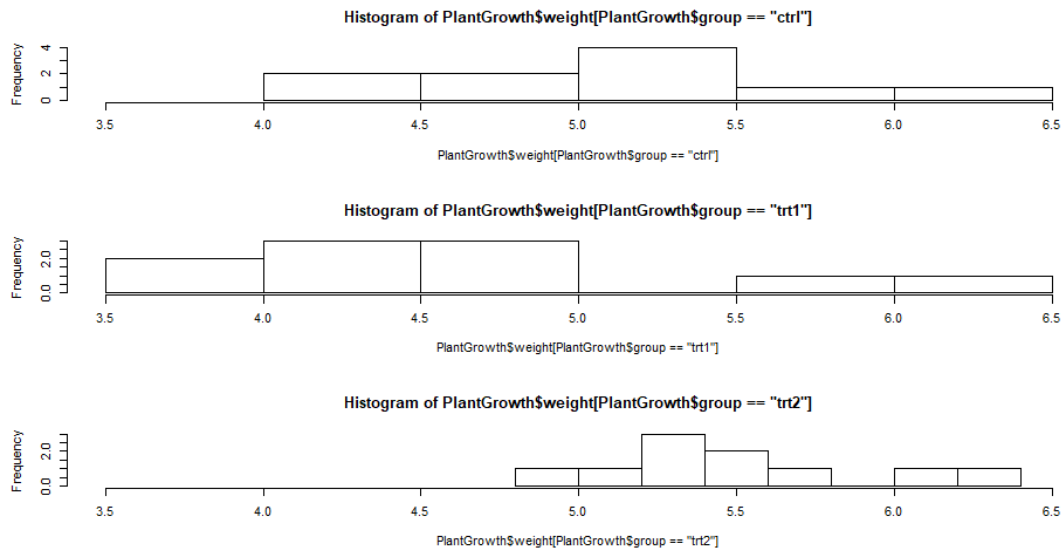 Histogram of PlantGrowth$weight[PlantGrowth$group == "ctrl"]
Frequency
0 2 4
3.5 4.0 4.5 5.0 5.5 6.0 6.5
PlantGrowth$weight[PlantGrowth$group == "ctrl"]
Histogram of PlantGrowth$weight[PlantGrowth$group == "trt1"]
Frequency
0.0 2.0
3.5 4.0 4.5 5.0 5.5 6.0 6.5
PlantGrowth$weight[PlantGrowth$group == "trt1"]
Histogram of PlantGrowth$weight[PlantGrowth$group == "trt2"]
Frequency
0.0 2.0
3.5 4.0 4.5 5.0 5.5 6.0 6.5
PlantGrowth$weight[PlantGrowth$group == "trt2"]